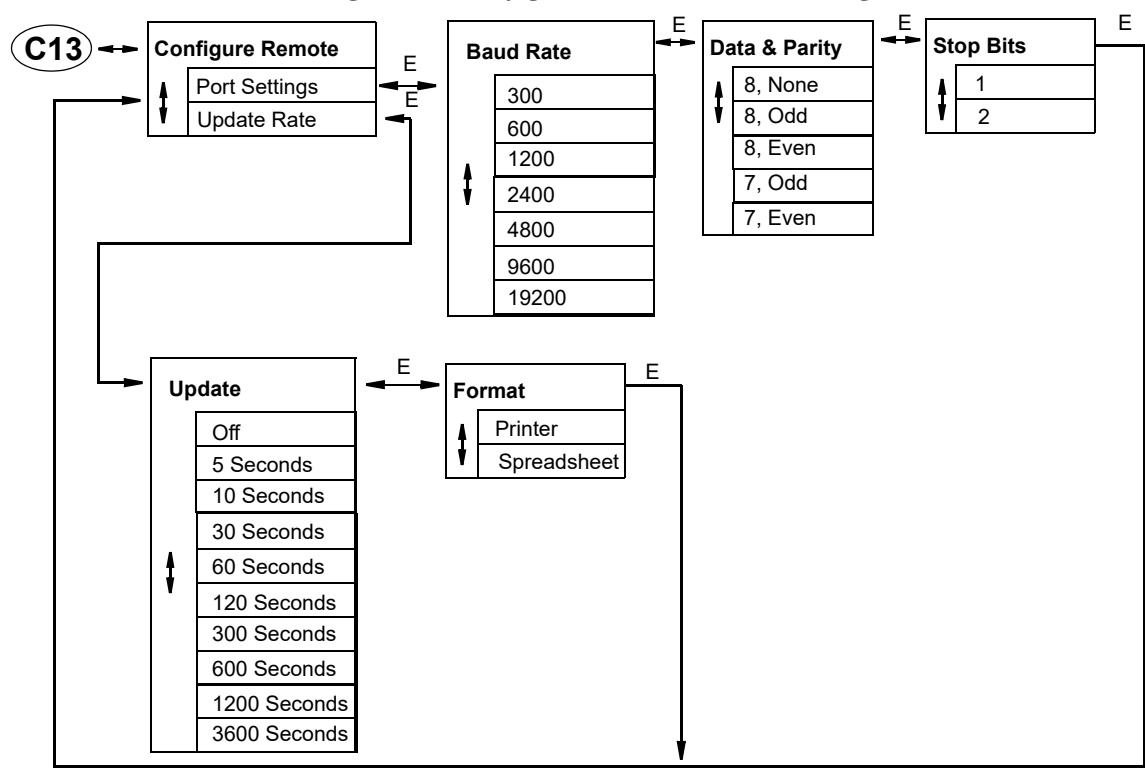 C13
Configure Remote
Port Settings
Update Rate
E
E
Baud Rate
300
600
1200
2400
4800
9600
19200
E
Data & Parity
8, None
8, Odd
8, Even
7, Odd
7, Even
E
Stop Bits
1
2
E
Update
Off
5 Seconds
10 Seconds
30 Seconds
60 Seconds
120 Seconds
300 Seconds
600 Seconds
1200 Seconds
3600 Seconds
E
Format
Printer
Spreadsheet
E